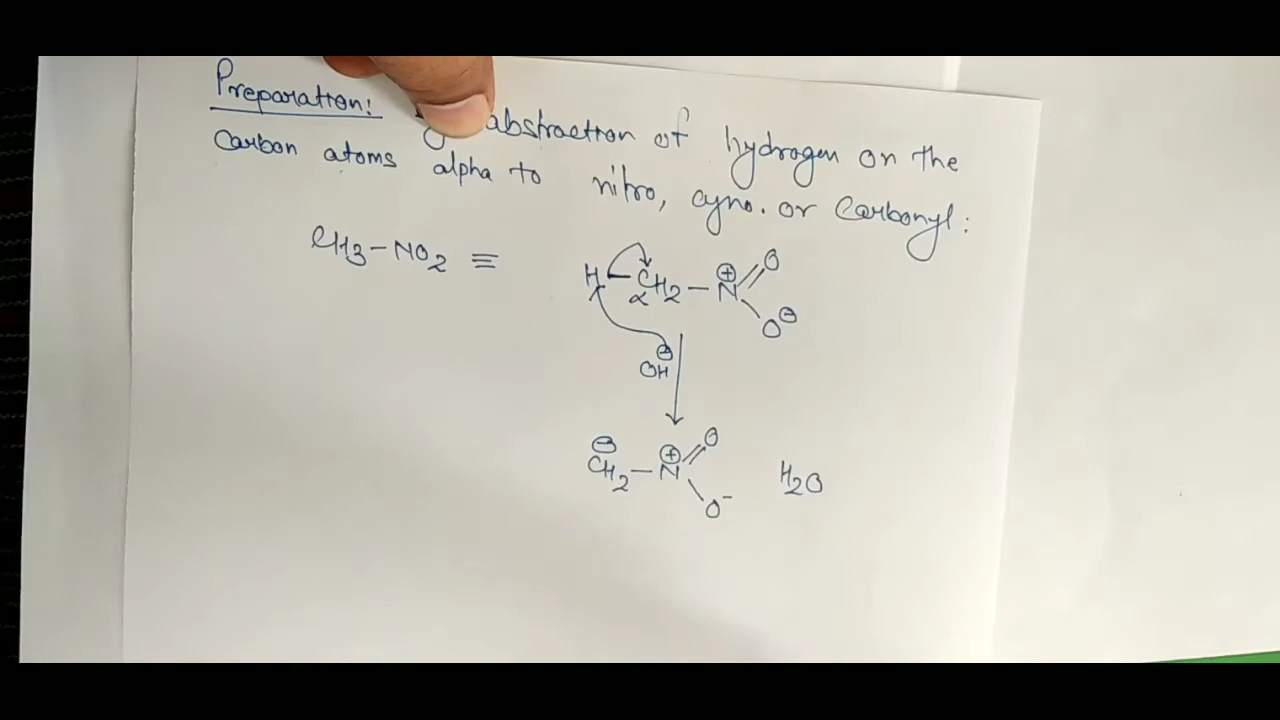 Preparation: abstraction of hydrogen on the
Carbon atoms alpha to nitro, cyno. or Carbonyl:
CH3-NO2 ≡ H-CH2-N⊕ =O
α O⊖
⊖
OH
⊖ ⊕ O
CH2-N H2O
O-